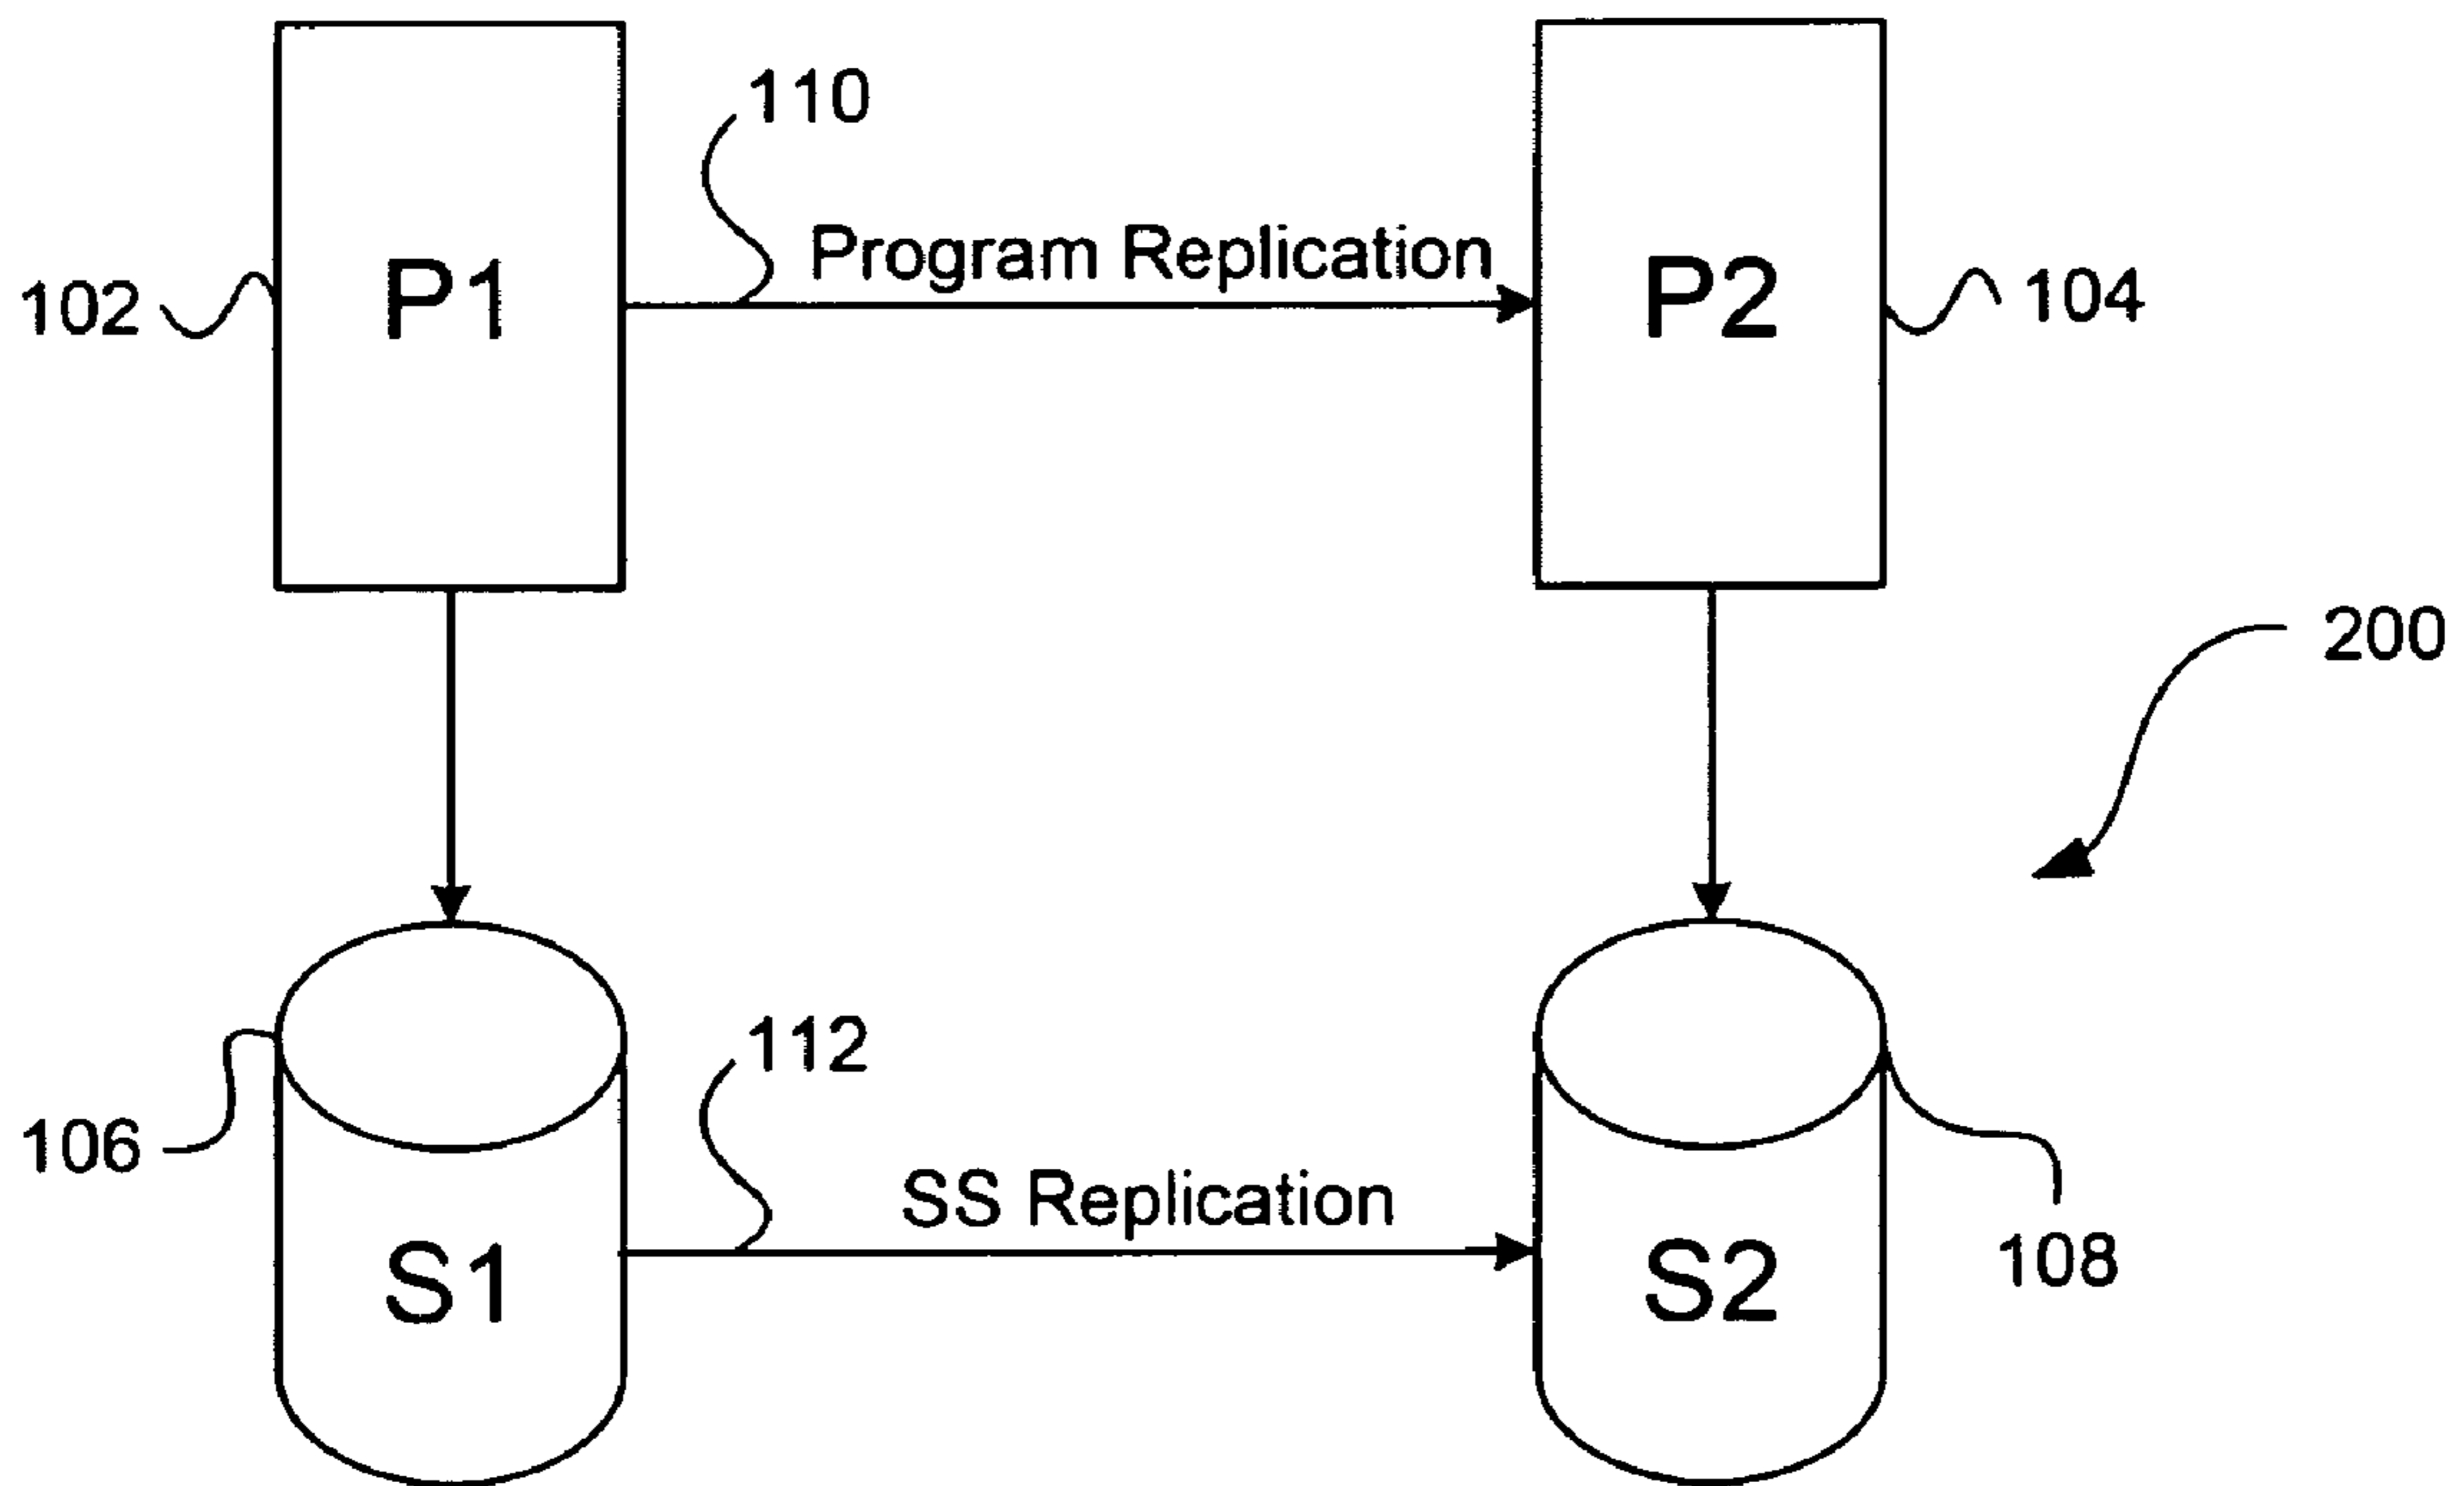 110
Program Replication
102
P1
P2
104
200
112
106
SS Replication
S1
S2
108